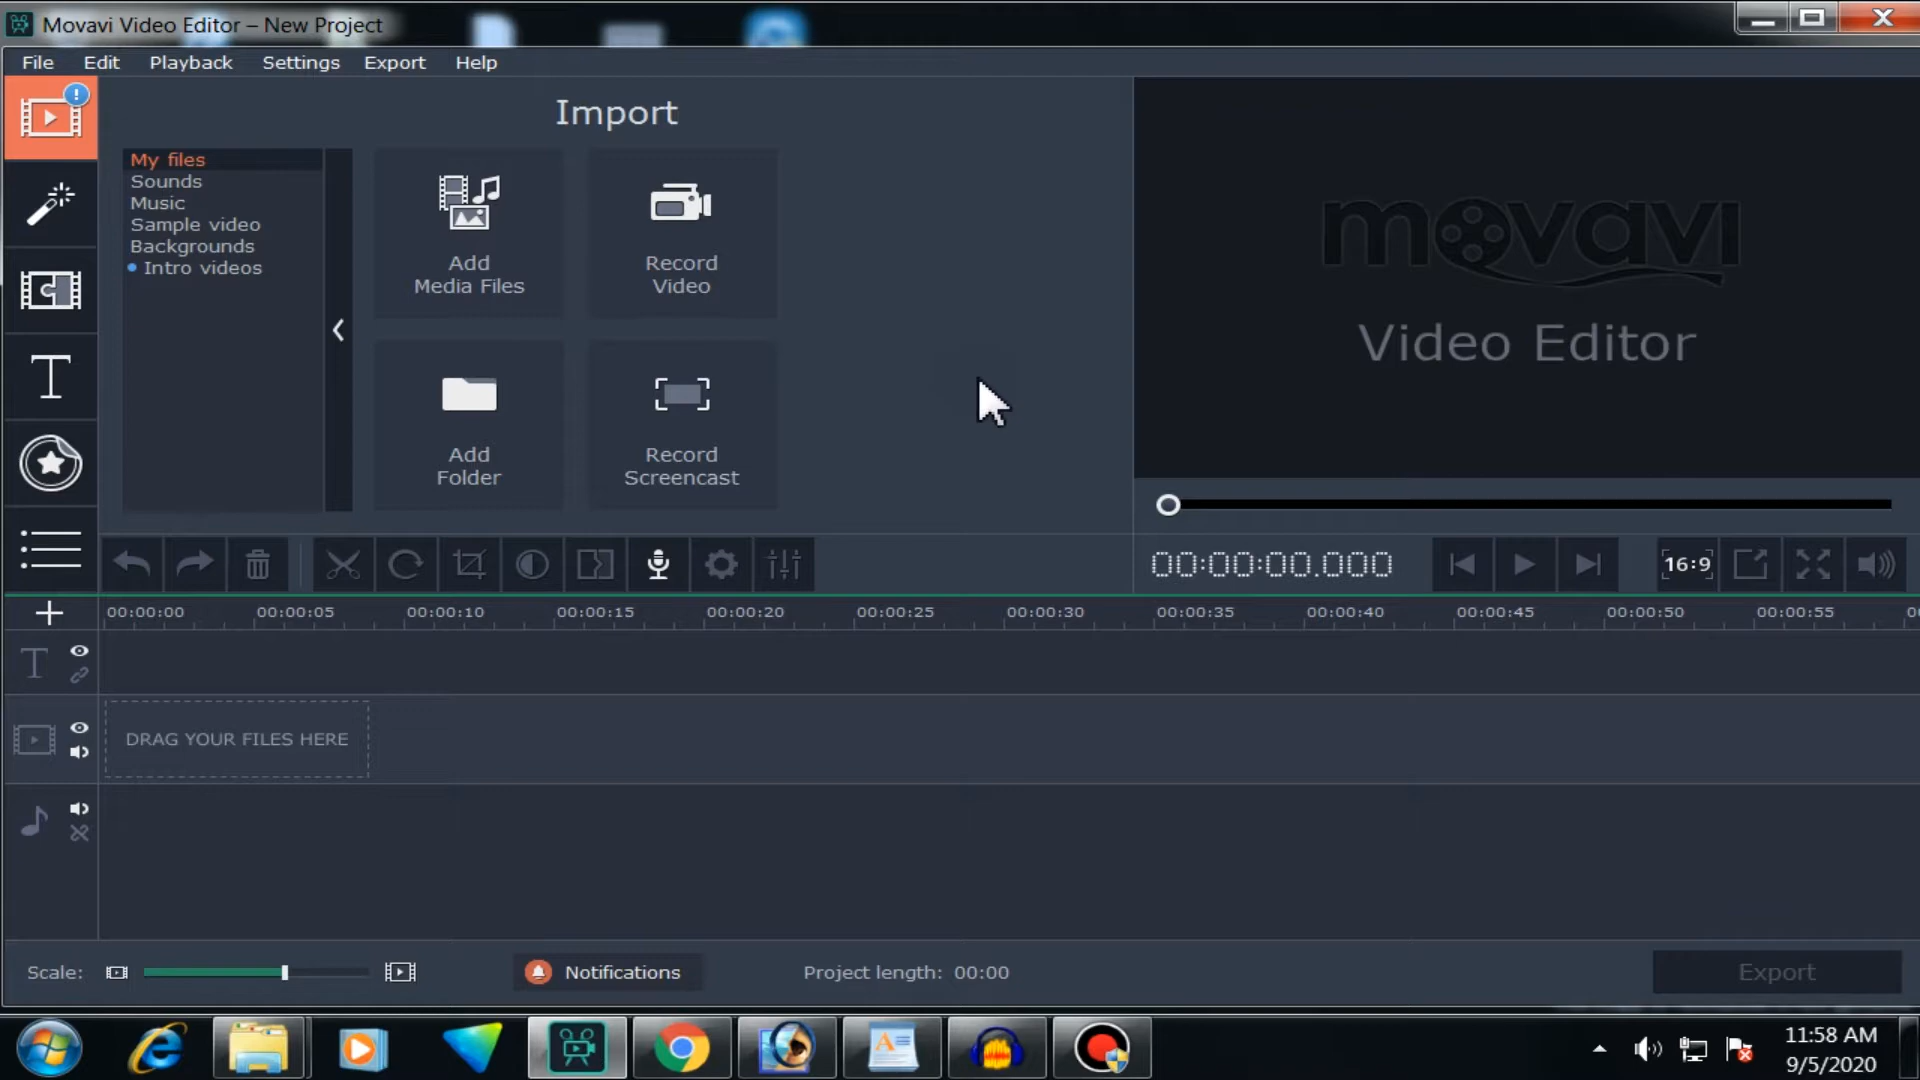 Movavi Video Editor – New Project
File Edit Playback Settings Export Help
Import
My files
Sounds
Music
Sample video
Backgrounds
Intro videos
Add
Media Files
Record
Video
Add
Folder
Record
Screencast
movavi
Video Editor
00:00:00.000
16:9
00:00:00 00:00:05 00:00:10 00:00:15 00:00:20 00:00:25 00:00:30 00:00:35 00:00:40 00:00:45 00:00:50 00:00:55
DRAG YOUR FILES HERE
Scale:
Notifications
Project length: 00:00
Export
11:58 AM
9/5/2020